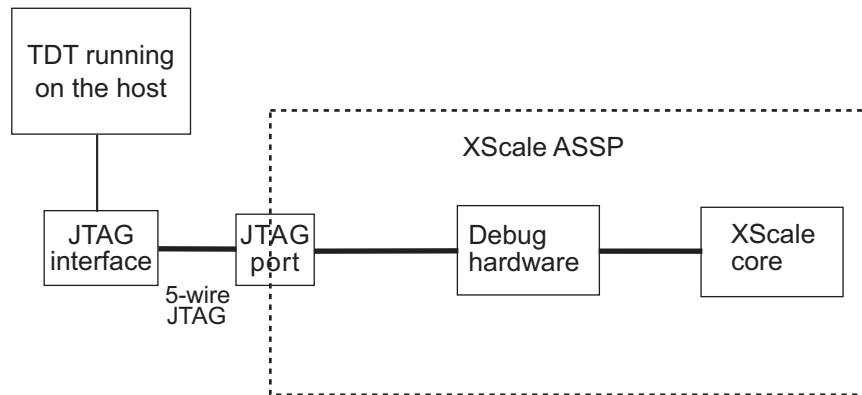 TDT running
on the host
XScale ASSP
JTAG
interface
5-wire
JTAG
JTAG
port
Debug
hardware
XScale
core